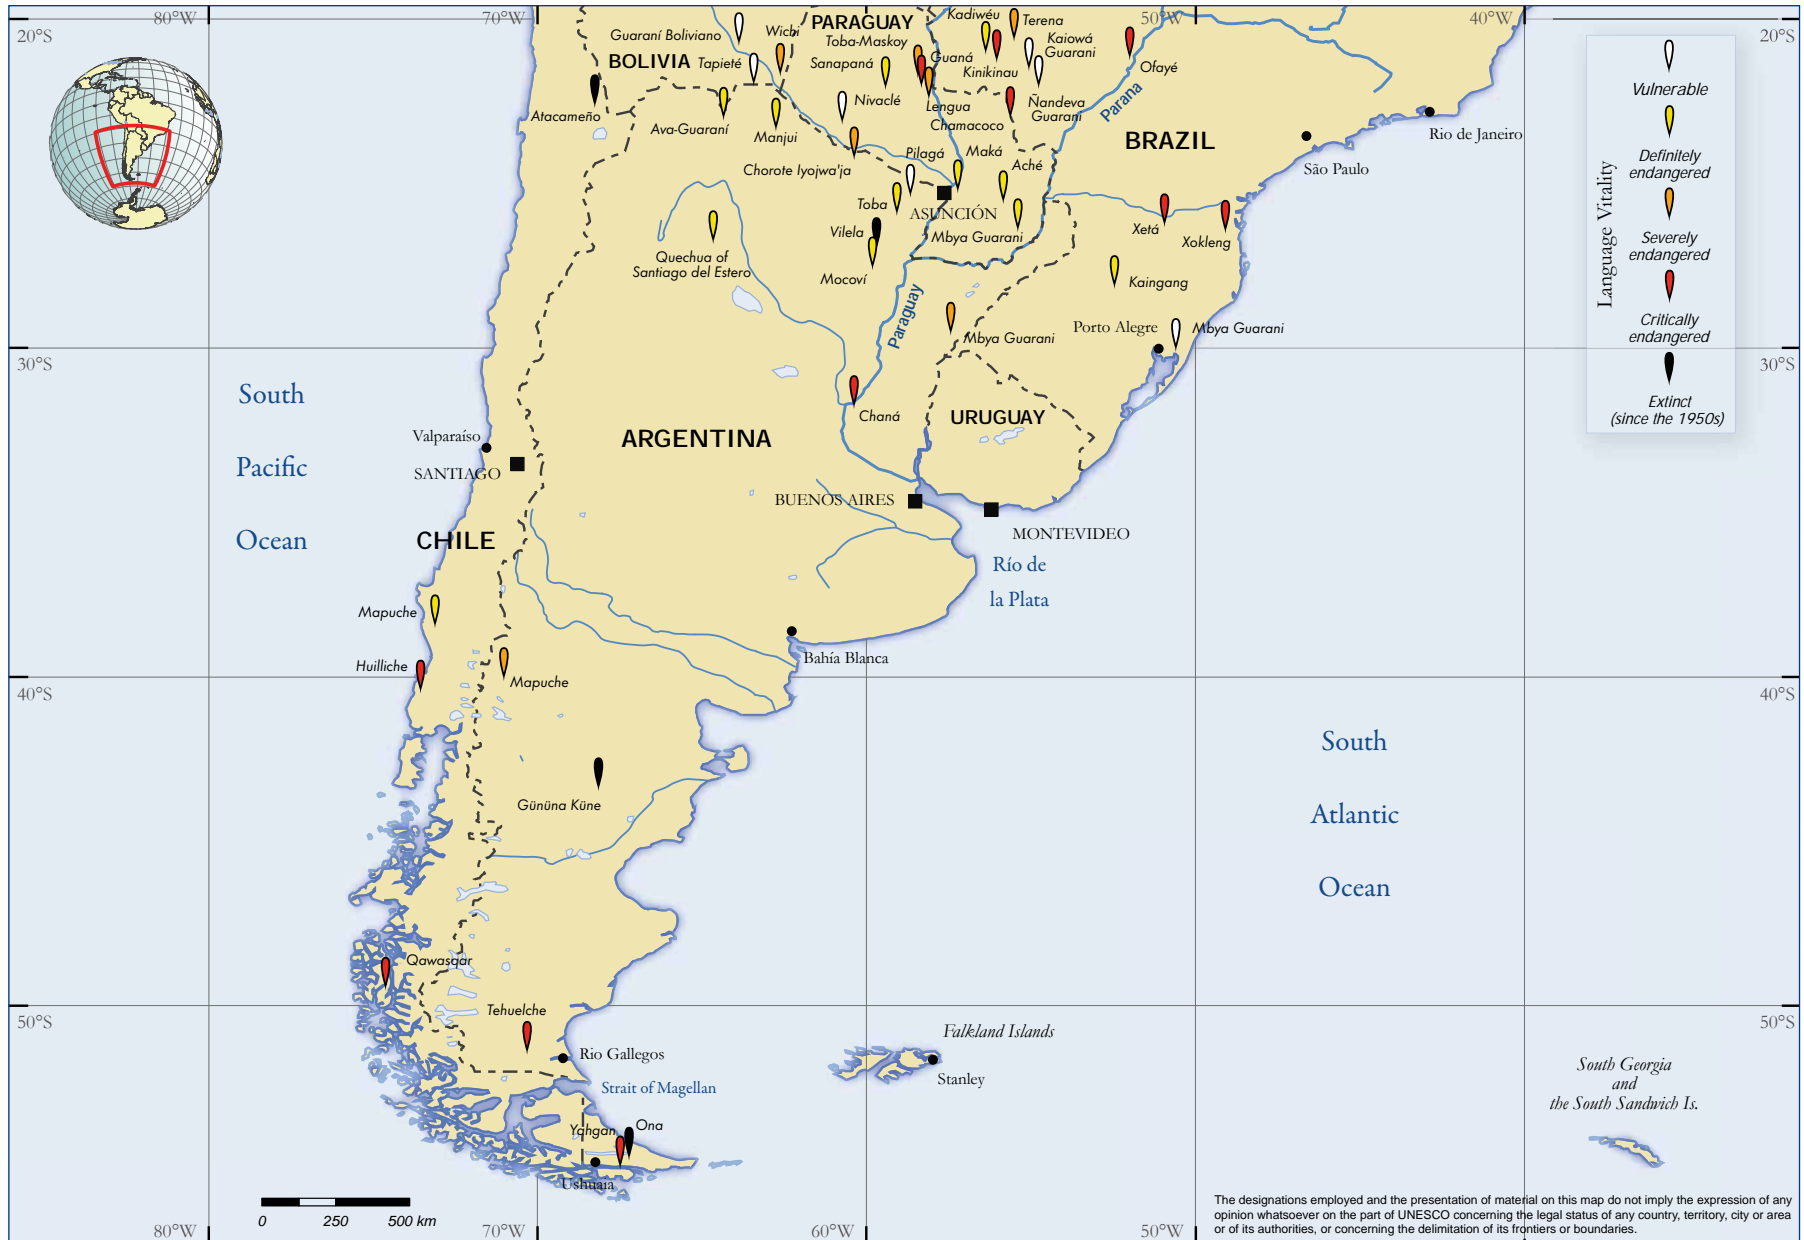 80°W
70°W
50°W
40°W
20°S
20°S
Guaraní Boliviano
Wichi
PARAGUAY
Toba-Maskoy
Kadiwéu
Terena
Kaiowá
Guarani
BOLIVIA
Tapieté
Sanapaná
Guaná
Kinikinau
Ofayé
Atacameño
Ava-Guaraní
Manjui
Nivaclé
Lengua
Chamacoco
Ñandeva
Guarani
Parana
BRAZIL
Rio de Janeiro
São Paulo
Chorote Iyojwa'ja
Pilagá
Maká
Aché
Toba
ASUNCIÓN
Vilela
Mbya Guarani
Xetá
Xokleng
Quechua of
Santiago del Estero
Mocoví
Kaingang
Paraguay
Mbya Guarani
Porto Alegre
Mbya Guarani
30°S
30°S
Chaná
URUGUAY
ARGENTINA
Valparaíso
SANTIAGO
BUENOS AIRES
MONTEVIDEO
CHILE
Río de
la Plata
South
Pacific
Ocean
Mapuche
Huilliche
Mapuche
Bahía Blanca
40°S
40°S
Gününa Küne
South
Atlantic
Ocean
Qawasqar
Tehuelche
50°S
50°S
Rio Gallegos
Strait of Magellan
Falkland Islands
Stanley
South Georgia
and
the South Sandwich Is.
Yahgan
Ona
Ushuaia
0 250 500 km
80°W
70°W
60°W
50°W
Language Vitality
Vulnerable
Definitely
endangered
Severely
endangered
Critically
endangered
Extinct
(since the 1950s)
The designations employed and the presentation of material on this map do not imply the expression of any
opinion whatsoever on the part of UNESCO concerning the legal status of any country, territory, city or area
or of its authorities, or concerning the delimitation of its frontiers or boundaries.